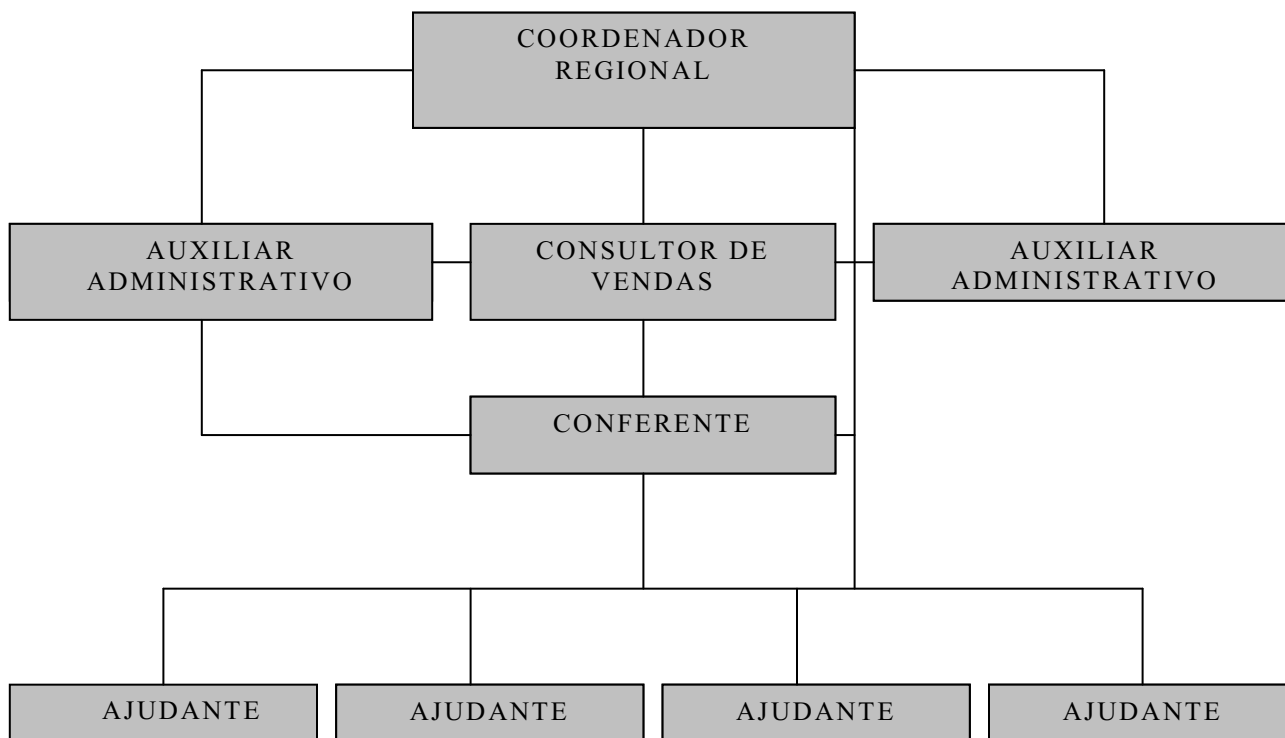 COORDENADOR
REGIONAL
AUXILIAR
ADMINISTRATIVO
CONSULTOR DE
VENDAS
AUXILIAR
ADMINISTRATIVO
CONFERENTE
AJUDANTE
AJUDANTE
AJUDANTE
AJUDANTE